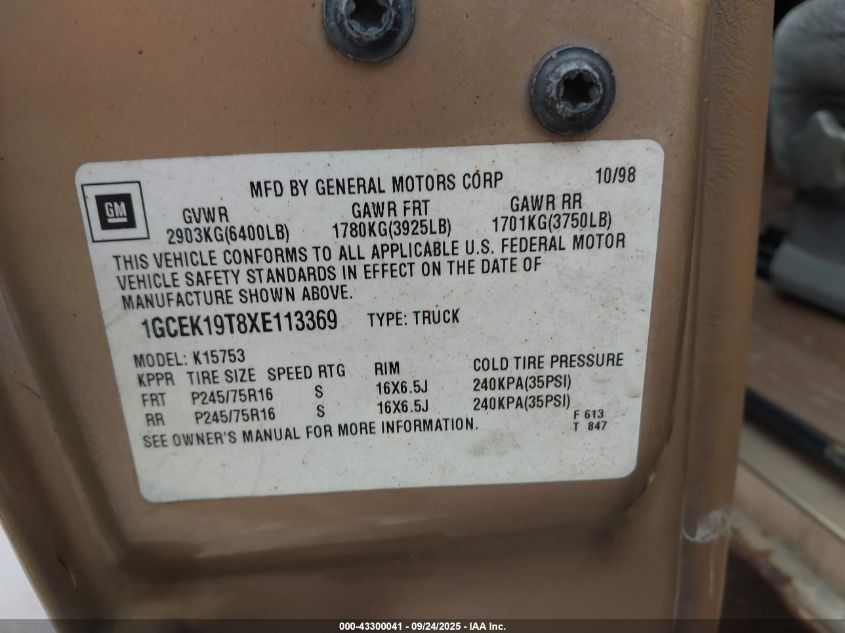 MFD BY GENERAL MOTORS CORP 10/98
GM
GVWR GAWR FRT GAWR RR
2903KG(6400LB) 1780KG(3925LB) 1701KG(3750LB)
THIS VEHICLE CONFORMS TO ALL APPLICABLE U.S. FEDERAL MOTOR
VEHICLE SAFETY STANDARDS IN EFFECT ON THE DATE OF
MANUFACTURE SHOWN ABOVE.
1GCEK19T8XE113369 TYPE: TRUCK
MODEL: K15753
KPPR TIRE SIZE SPEED RTG RIM COLD TIRE PRESSURE
FRT P245/75R16 S 16X6.5J 240KPA(35PSI)
RR P245/75R16 S 16X6.5J 240KPA(35PSI)
SEE OWNER'S MANUAL FOR MORE INFORMATION.
F 613
T 847
000-43300041 - 09/24/2025 - IAA Inc.